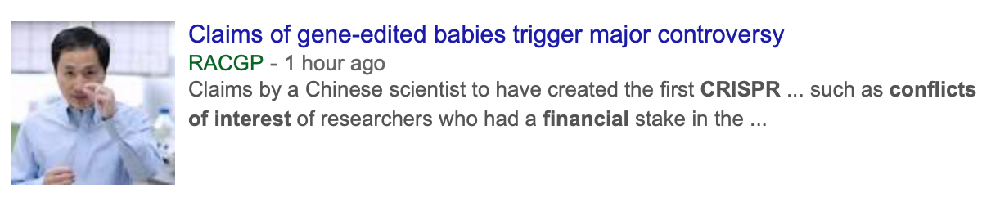 Claims of gene-edited babies trigger major controversy
RACGP - 1 hour ago
Claims by a Chinese scientist to have created the first CRISPR ... such as conflicts
of interest of researchers who had a financial stake in the ...